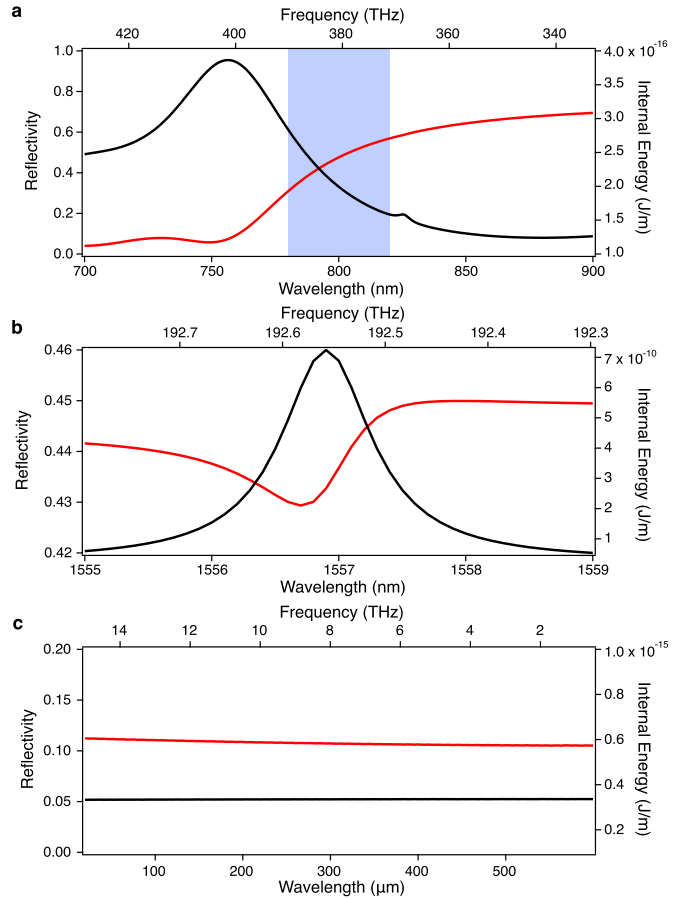 a
Frequency (THz)
420 400 380 360 340
1.0 0.8 0.6 0.4 0.2 0.0
Reflectivity
4.0 x 10⁻¹⁶ 3.5 3.0 2.5 2.0 1.5 1.0
Internal Energy (J/m)
700 750 800 850 900
Wavelength (nm)
b
Frequency (THz)
192.7 192.6 192.5 192.4 192.3
0.46 0.45 0.44 0.43 0.42
Reflectivity
7 x 10⁻¹⁰ 6 5 4 3 2 1
Internal Energy (J/m)
1555 1556 1557 1558 1559
Wavelength (nm)
c
Frequency (THz)
14 12 10 8 6 4 2
0.20 0.15 0.10 0.05 0.00
Reflectivity
1.0 x 10⁻¹⁵ 0.8 0.6 0.4 0.2
Internal Energy (J/m)
100 200 300 400 500
Wavelength (µm)